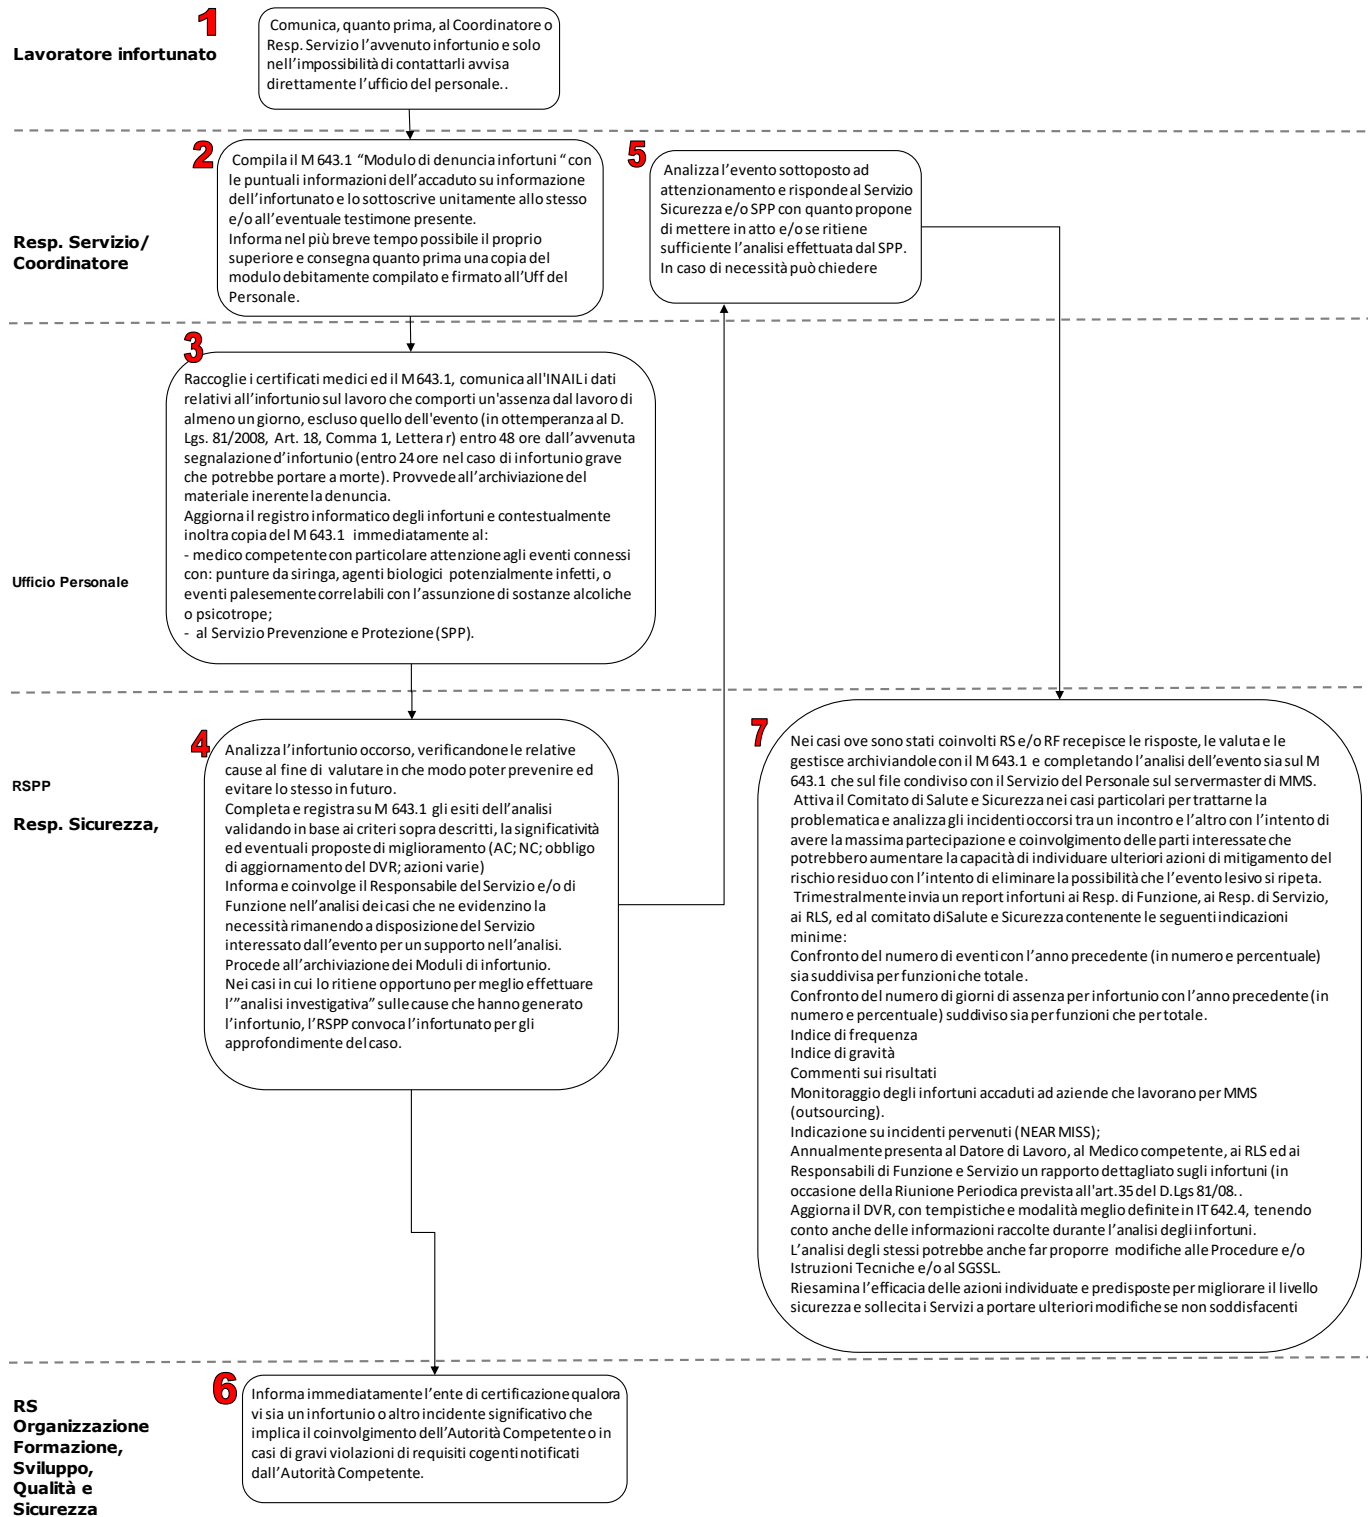 1
Lavoratore infortunato
Comunica, quanto prima, al Coordinatore o
Resp. Servizio l'avvenuto infortunio e solo
nell'impossibilità di contattarli avvisa
direttamente l'ufficio del personale..
Resp. Servizio/
Coordinatore
2
Compila il M 643.1 "Modulo di denuncia infortuni " con
le puntuali informazioni dell'accaduto su informazione
dell'infortunato e lo sottoscrive unitamente allo stesso
e/o all'eventuale testimone presente.
Informa nel più breve tempo possibile il proprio
superiore e consegna quanto prima una copia del
modulo debitamente compilato e firmato all'Uff del
Personale.
5
Analizza l'evento sottoposto ad
attenzionamento e risponde al Servizio
Sicurezza e/o SPP con quanto propone
di mettere in atto e/o se ritiene
sufficiente l'analisi effettuata dal SPP.
In caso di necessità può chiedere
Ufficio Personale
3
Raccoglie i certificati medici ed il M 643.1, comunica all'INAIL i dati
relativi all'infortunio sul lavoro che comporti un'assenza dal lavoro di
almeno un giorno, escluso quello dell'evento (in ottemperanza al D.
Lgs. 81/2008, Art. 18, Comma 1, Lettera r) entro 48 ore dall'avvenuta
segnalazione d'infortunio (entro 24 ore nel caso di infortunio grave
che potrebbe portare a morte). Provvede all'archiviazione del
materiale inerente la denuncia.
Aggiorna il registro informatico degli infortuni e contestualmente
inoltra copia del M 643.1 immediatamente al:
- medico competente con particolare attenzione agli eventi connessi
con: punture da siringa, agenti biologici potenzialmente infetti, o
eventi palesemente correlabili con l'assunzione di sostanze alcoliche
o psicotrope;
- al Servizio Prevenzione e Protezione (SPP).
RSPP
Resp. Sicurezza,
4
Analizza l'infortunio occorso, verificandone le relative
cause al fine di valutare in che modo poter prevenire ed
evitare lo stesso in futuro.
Completa e registra su M 643.1 gli esiti dell'analisi
validando in base ai criteri sopra descritti, la significatività
ed eventuali proposte di miglioramento (AC; NC; obbligo
di aggiornamento del DVR; azioni varie)
Informa e coinvolge il Responsabile del Servizio e/o di
Funzione nell'analisi dei casi che ne evidenzino la
necessità rimanendo a disposizione del Servizio
interessato dall'evento per un supporto nell'analisi.
Procede all'archiviazione dei Moduli di infortunio.
Nei casi in cui lo ritiene opportuno per meglio effettuare
l'"analisi investigativa" sulle cause che hanno generato
l'infortunio, l'RSPP convoca l'infortunato per gli
approfondimente del caso.
7
Nei casi ove sono stati coinvolti RS e/o RF recepisce le risposte, le valuta e le
gestisce archiviandole con il M 643.1 e completando l'analisi dell'evento sia sul M
643.1 che sul file condiviso con il Servizio del Personale sul servermaster di MMS.
Attiva il Comitato di Salute e Sicurezza nei casi particolari per trattarne la
problematica e analizza gli incidenti occorsi tra un incontro e l'altro con l'intento di
avere la massima partecipazione e coinvolgimento delle parti interessate che
potrebbero aumentare la capacità di individuare ulteriori azioni di mitigamento del
rischio residuo con l'intento di eliminare la possibilità che l'evento lesivo si ripeta.
Trimestralmente invia un report infortuni ai Resp. di Funzione, ai Resp. di Servizio,
ai RLS, ed al comitato di Salute e Sicurezza contenente le seguenti indicazioni
minime:
Confronto del numero di eventi con l'anno precedente (in numero e percentuale)
sia suddivisa per funzioni che totale.
Confronto del numero di giorni di assenza per infortunio con l'anno precedente (in
numero e percentuale) suddiviso sia per funzioni che per totale.
Indice di frequenza
Indice di gravità
Commenti sui risultati
Monitoraggio degli infortuni accaduti ad aziende che lavorano per MMS
(outsourcing).
Indicazione su incidenti pervenuti (NEAR MISS);
Annualmente presenta al Datore di Lavoro, al Medico competente, ai RLS ed ai
Responsabili di Funzione e Servizio un rapporto dettagliato sugli infortuni (in
occasione della Riunione Periodica prevista all'art.35 del D.Lgs 81/08..
Aggiorna il DVR, con tempistiche e modalità meglio definite in IT 642.4, tenendo
conto anche delle informazioni raccolte durante l'analisi degli infortuni.
L'analisi degli stessi potrebbe anche far proporre modifiche alle Procedure e/o
Istruzioni Tecniche e/o al SGSSL.
Riesamina l'efficacia delle azioni individuate e predisposte per migliorare il livello
sicurezza e sollecita i Servizi a portare ulteriori modifiche se non soddisfacenti
RS
Organizzazione
Formazione,
Sviluppo,
Qualità e
Sicurezza
6
Informa immediatamente l'ente di certificazione qualora
vi sia un infortunio o altro incidente significativo che
implica il coinvolgimento dell'Autorità Competente o in
casi di gravi violazioni di requisiti cogenti notificati
dall'Autorità Competente.